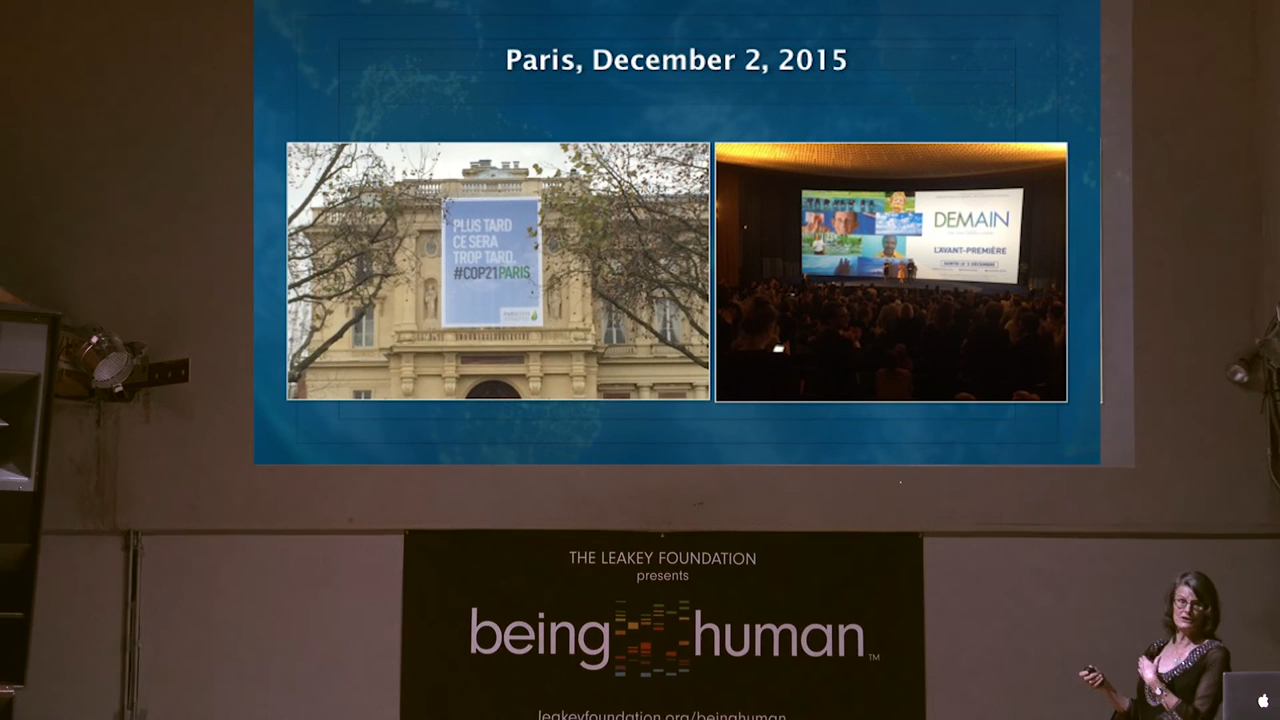 Paris, December 2, 2015
PLUS TARD
CE SERA
TROP TARD.
#COP21PARIS
DEMAIN
L'AVANT-PREMIÈRE
THE LEAKEY FOUNDATION
presents
being human ™
leakeyfoundation.org/beinghuman